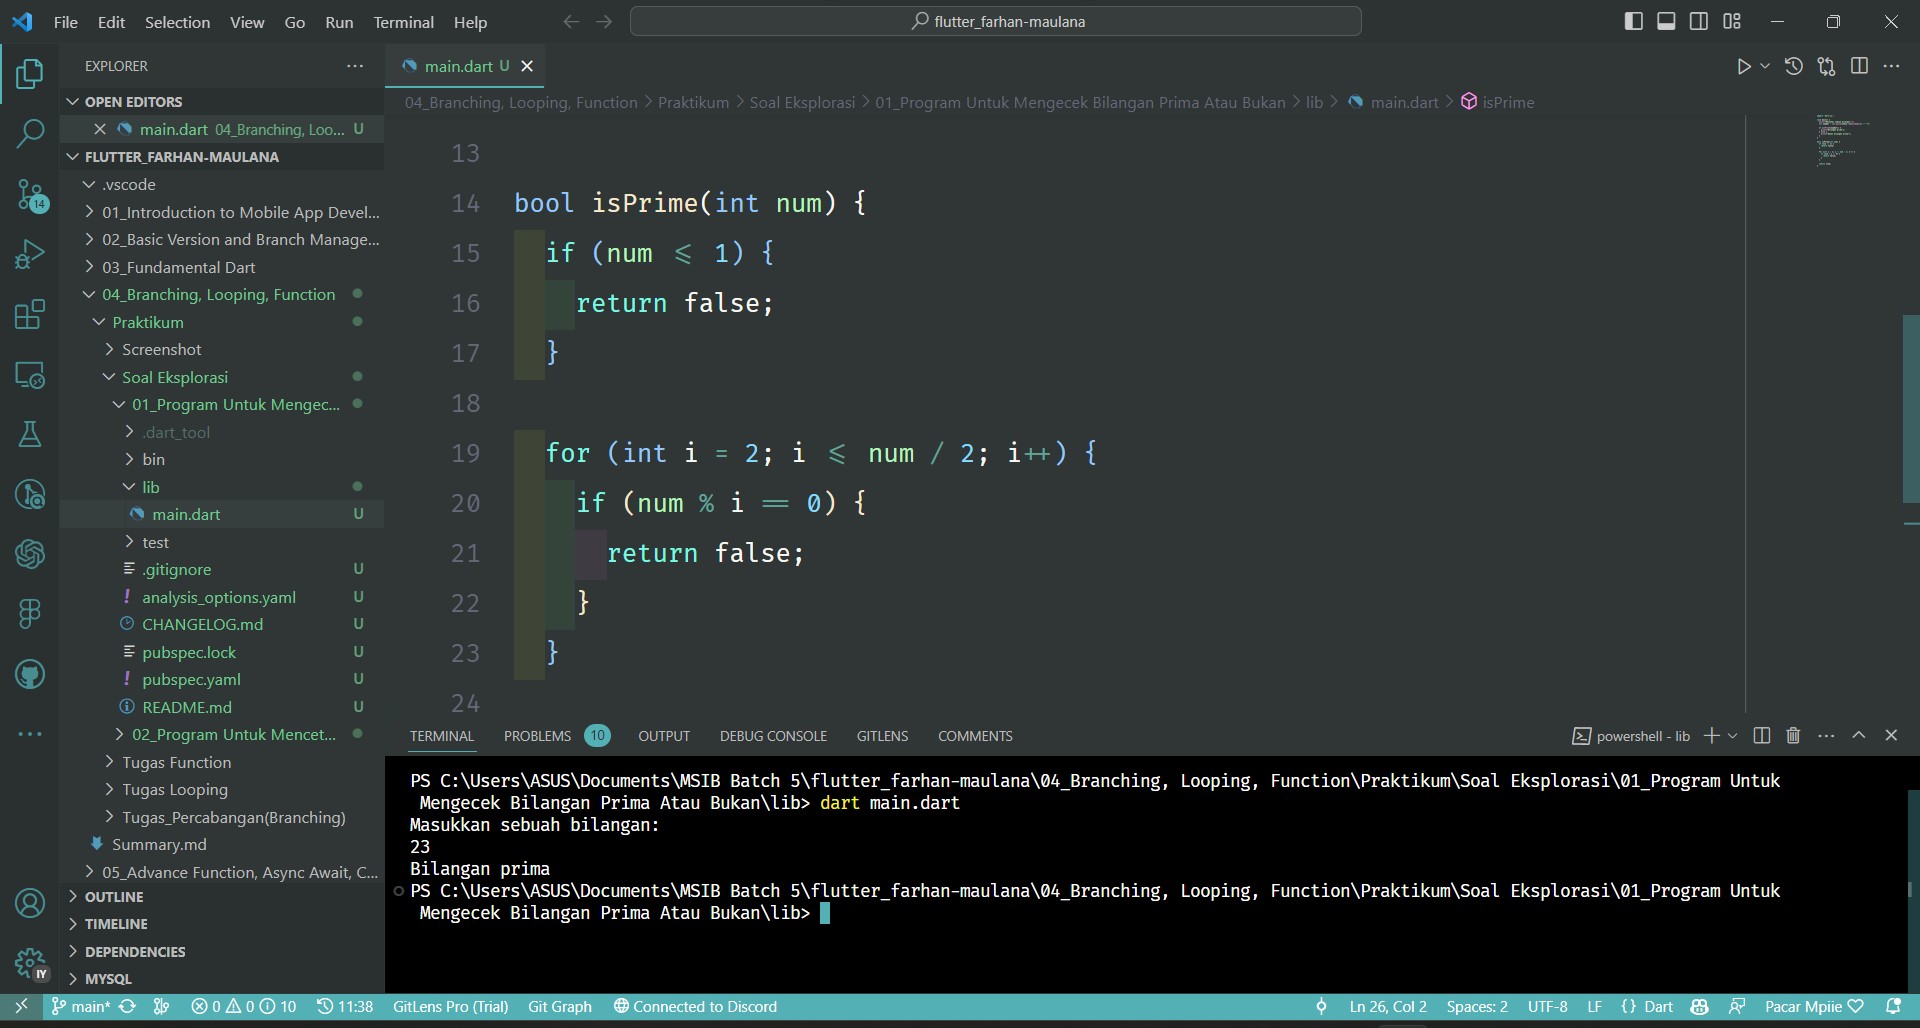 File Edit Selection View Go Run Terminal Help
flutter_farhan-maulana
EXPLORER
OPEN EDITORS
main.dart 04_Branching, Loo... U
FLUTTER_FARHAN-MAULANA
.vscode
01_Introduction to Mobile App Devel...
02_Basic Version and Branch Manage...
03_Fundamental Dart
04_Branching, Looping, Function
Praktikum
Screenshot
Soal Eksplorasi
01_Program Untuk Mengec...
.dart_tool
bin
lib
main.dart U
test
.gitignore U
analysis_options.yaml U
CHANGELOG.md U
pubspec.lock U
pubspec.yaml U
README.md U
02_Program Untuk Mencet...
Tugas Function
Tugas Looping
Tugas_Percabangan(Branching)
Summary.md
05_Advance Function, Async Await, C...
OUTLINE
TIMELINE
DEPENDENCIES
MYSQL
14
IY
main.dart U
04_Branching, Looping, Function > Praktikum > Soal Eksplorasi > 01_Program Untuk Mengecek Bilangan Prima Atau Bukan > lib > main.dart > isPrime
13
14 bool isPrime(int num) {
15 if (num <= 1) {
16 return false;
17 }
18
19 for (int i = 2; i <= num / 2; i++) {
20 if (num % i == 0) {
21 return false;
22 }
23 }
24
TERMINAL PROBLEMS 10 OUTPUT DEBUG CONSOLE GITLENS COMMENTS
powershell - lib
PS C:\Users\ASUS\Documents\MSIB Batch 5\flutter_farhan-maulana\04_Branching, Looping, Function\Praktikum\Soal Eksplorasi\01_Program Untuk
Mengecek Bilangan Prima Atau Bukan\lib> dart main.dart
Masukkan sebuah bilangan:
23
Bilangan prima
PS C:\Users\ASUS\Documents\MSIB Batch 5\flutter_farhan-maulana\04_Branching, Looping, Function\Praktikum\Soal Eksplorasi\01_Program Untuk
Mengecek Bilangan Prima Atau Bukan\lib>
main* 0 0 10 11:38 GitLens Pro (Trial) Git Graph Connected to Discord
Ln 26, Col 2 Spaces: 2 UTF-8 LF {} Dart Pacar Mpiie ♡